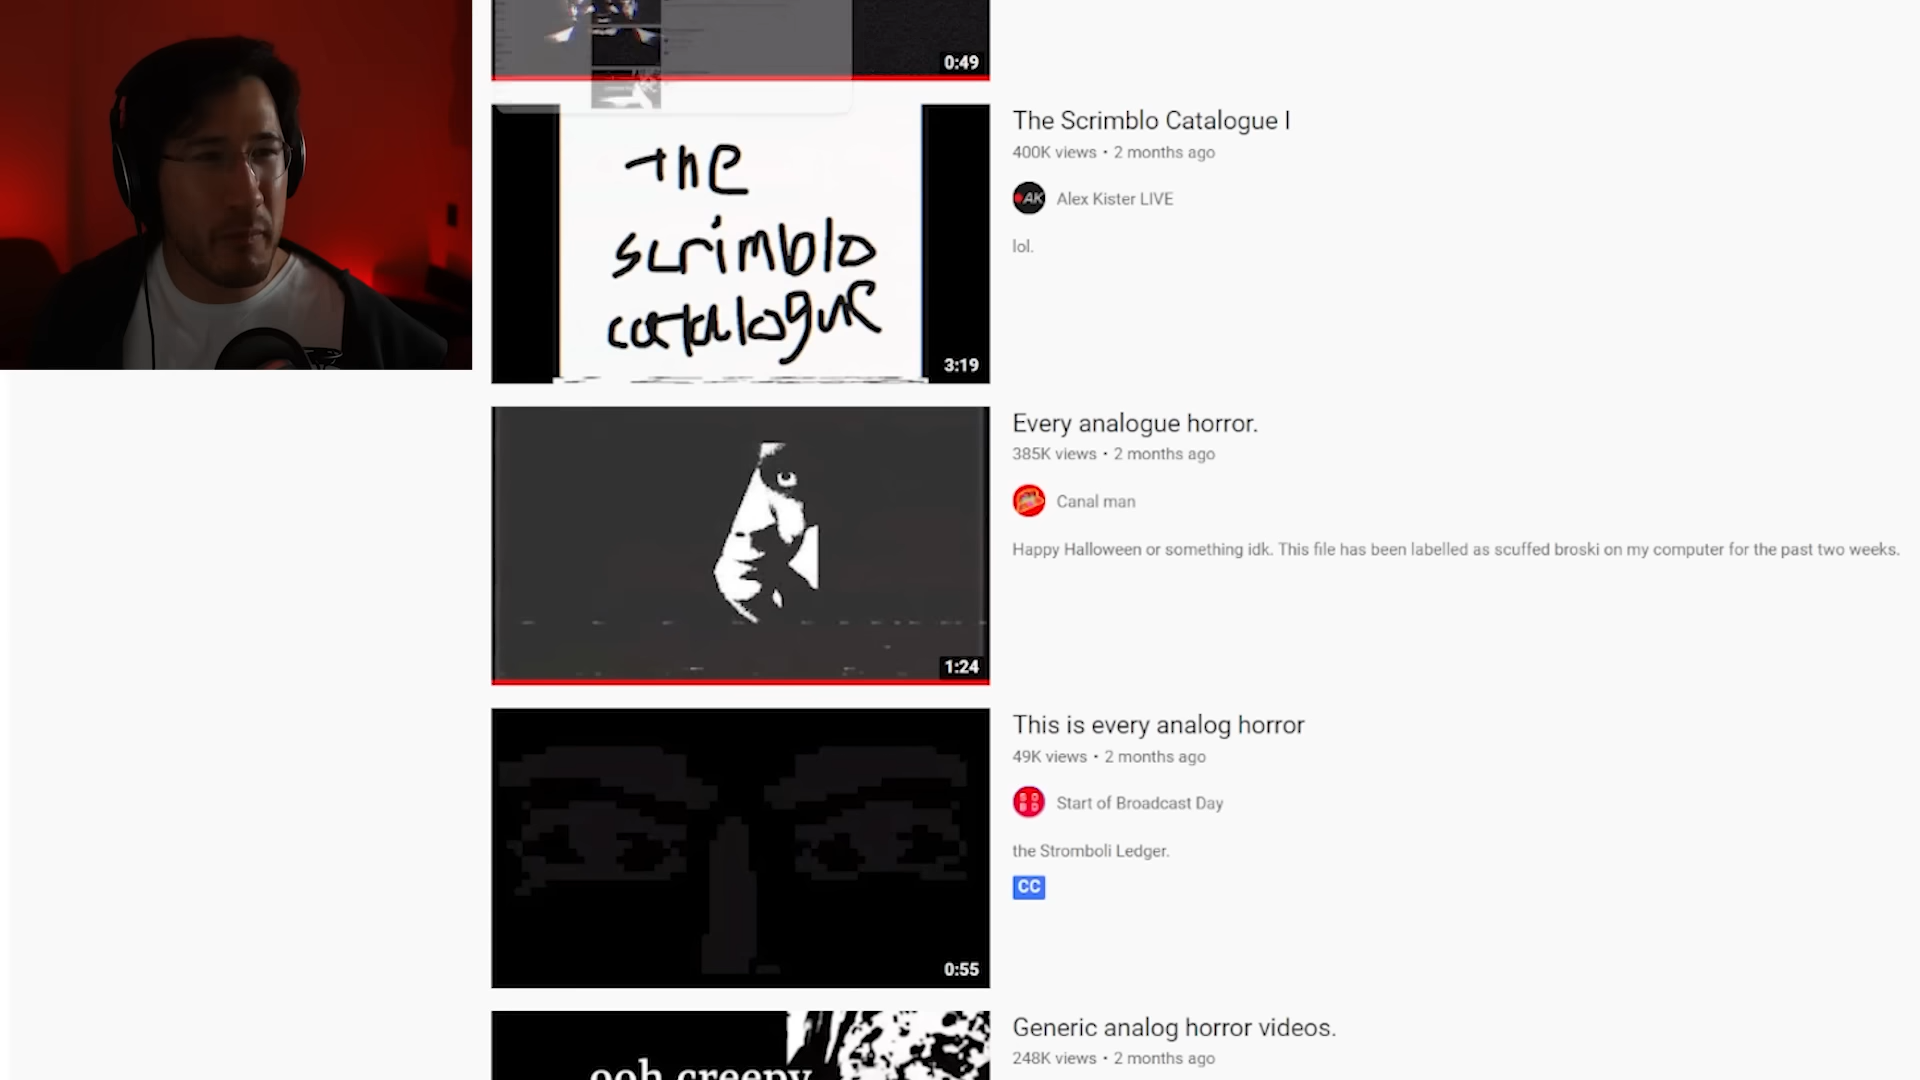 0:49
the
scrimblo
catalogue
3:19
The Scrimblo Catalogue I
400K views • 2 months ago
AK
Alex Kister LIVE
lol.
1:24
Every analogue horror.
385K views • 2 months ago
Canal man
Happy Halloween or something idk. This file has been labelled as scuffed broski on my computer for the past two weeks.
0:55
This is every analog horror
49K views • 2 months ago
Start of Broadcast Day
the Stromboli Ledger.
CC
ooh creepy
Generic analog horror videos.
248K views • 2 months ago